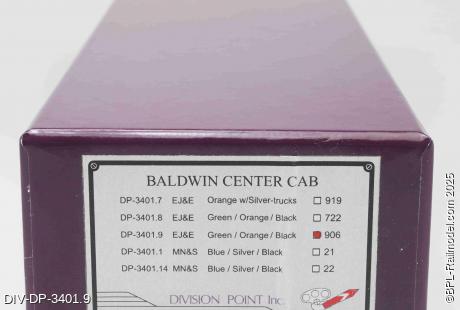 BALDWIN CENTER CAB
DP-3401.7 EJ&E Orange w/Silver-trucks 919
DP-3401.8 EJ&E Green / Orange / Black 722
DP-3401.9 EJ&E Green / Orange / Black 906
DP-3401.1 MN&S Blue / Silver / Black 21
DP-3401.14 MN&S Blue / Silver / Black 22
DIVISION POINT Inc.
DIV-DP-3401.9
©BPL-Railmodel.com 2025